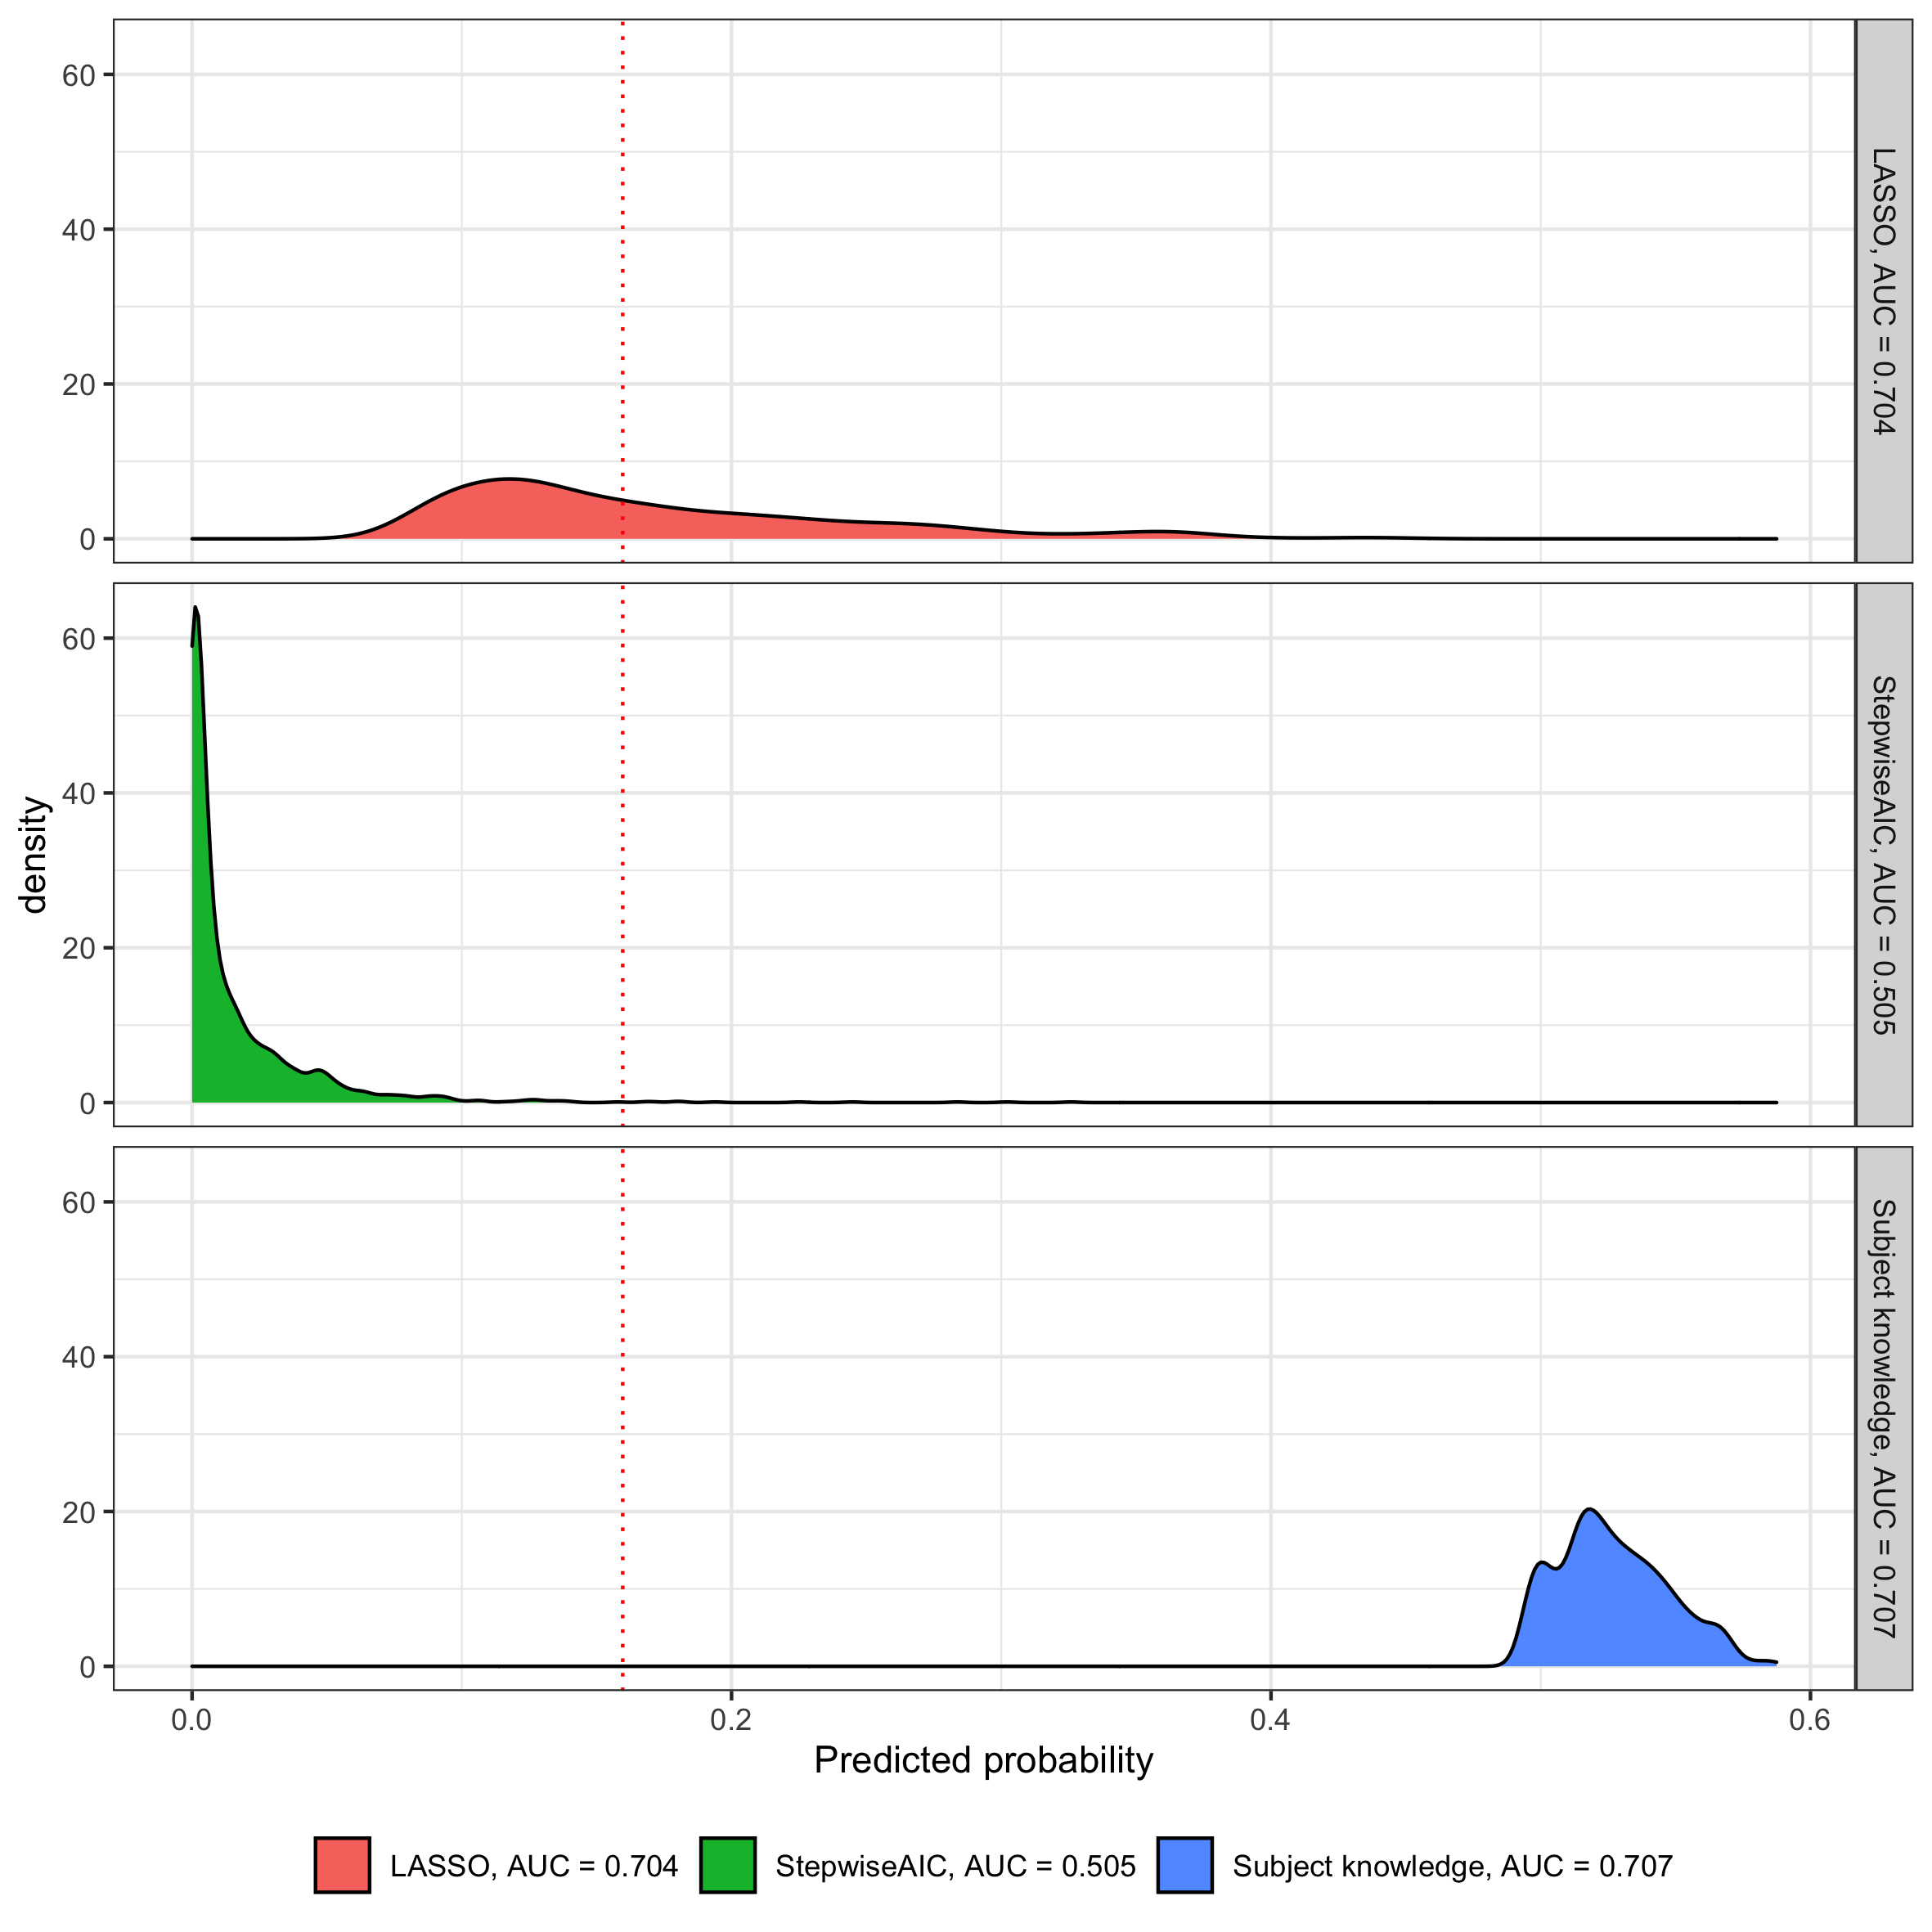 60
40
20
0
LASSO, AUC = 0.704
60
40
20
0
StepwiseAIC, AUC = 0.505
density
60
40
20
0
Subject knowledge, AUC = 0.707
0.0 0.2 0.4 0.6
Predicted probability
LASSO, AUC = 0.704 StepwiseAIC, AUC = 0.505 Subject knowledge, AUC = 0.707